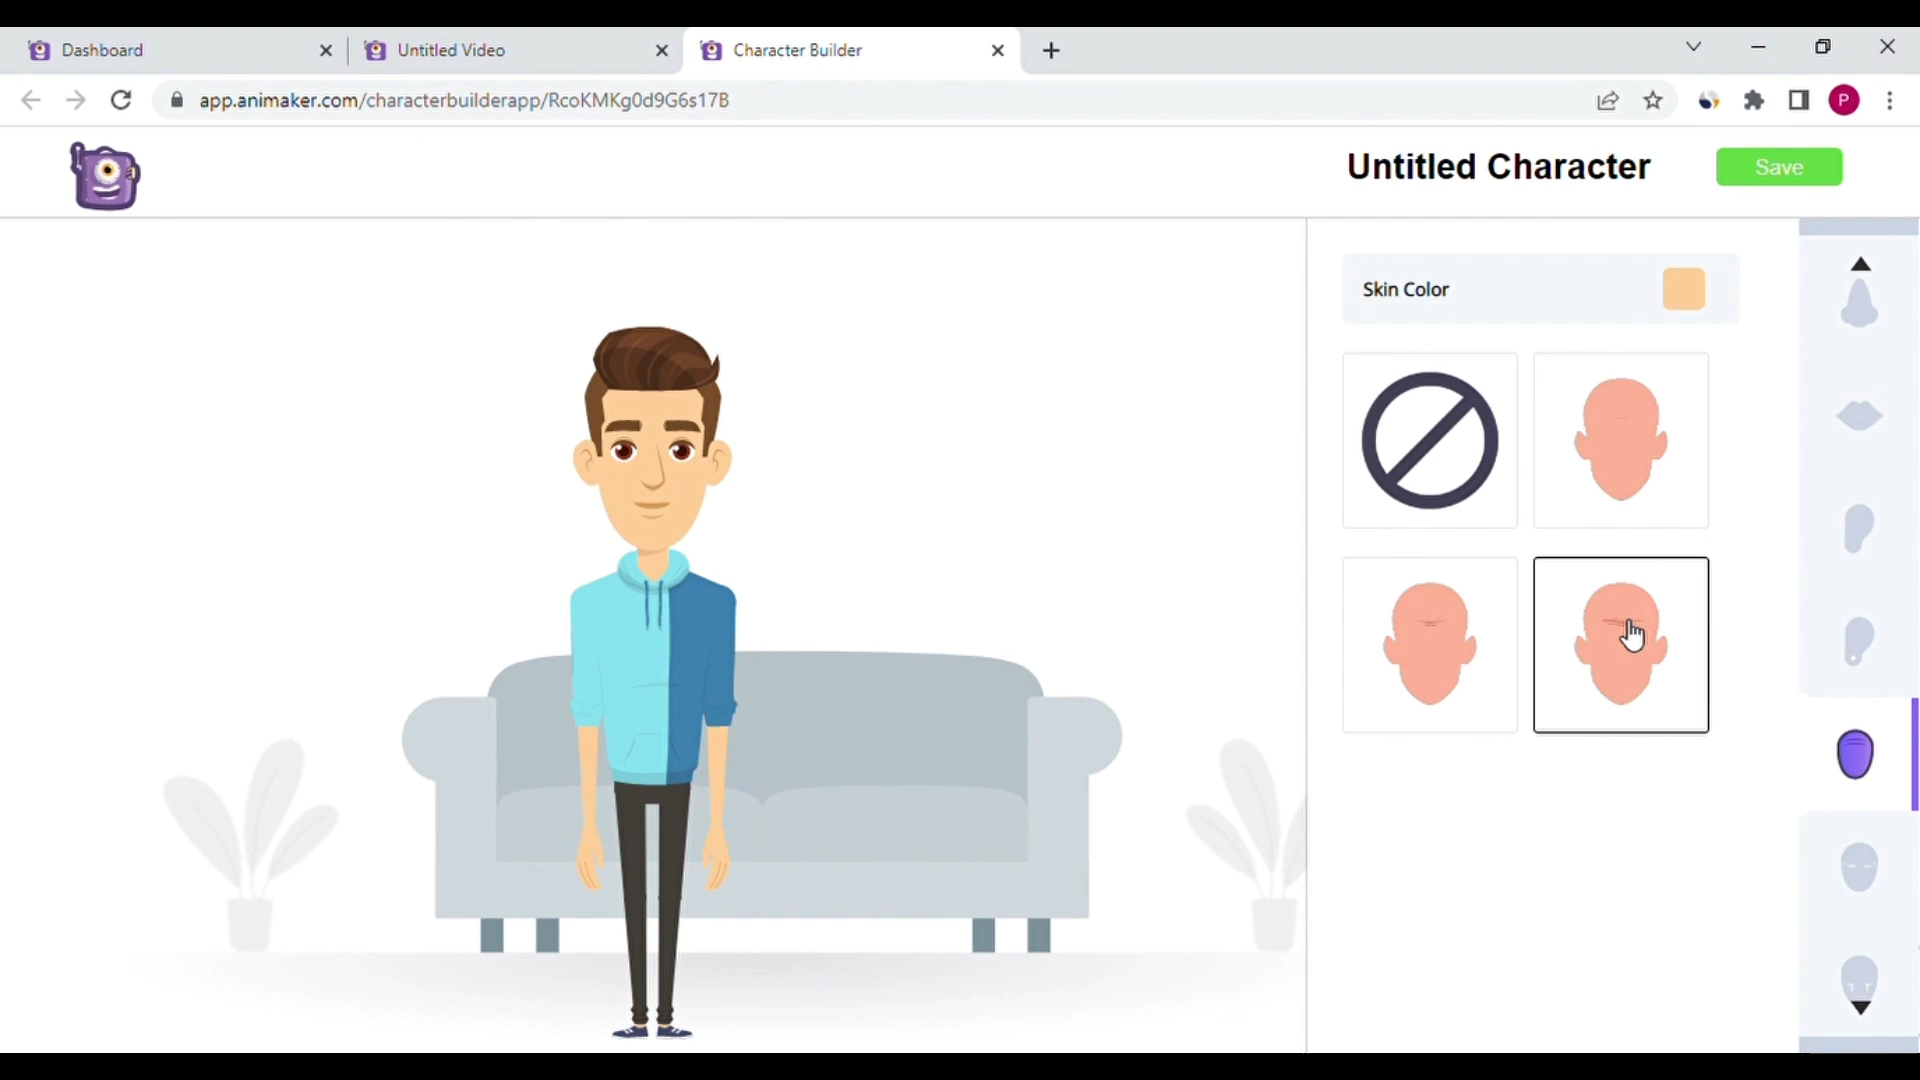 Dashboard
Untitled Video
Character Builder
app.animaker.com/characterbuilderapp/RcoKMKg0d9G6s17B
P
Untitled Character
Save
Skin Color